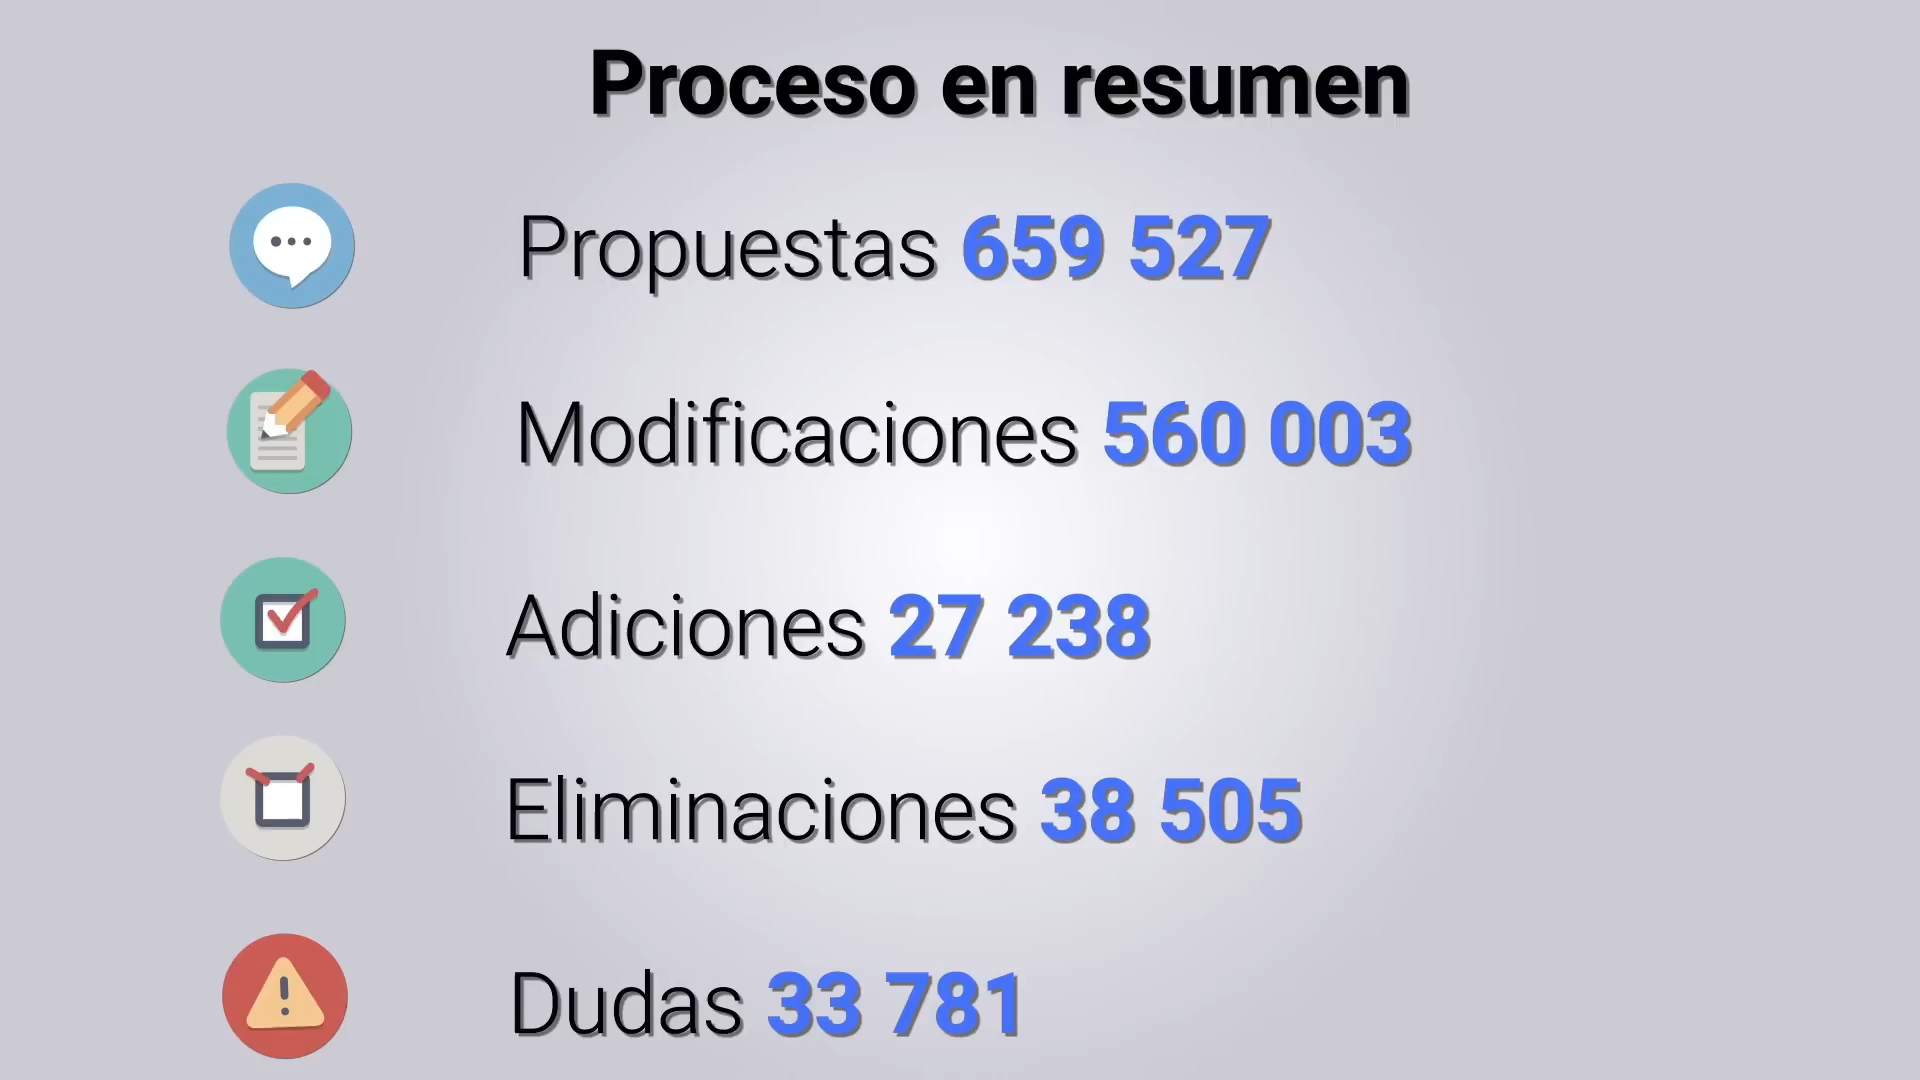 Proceso en resumen
Propuestas 659 527
Modificaciones 560 003
Adiciones 27 238
Eliminaciones 38 505
Dudas 33 781